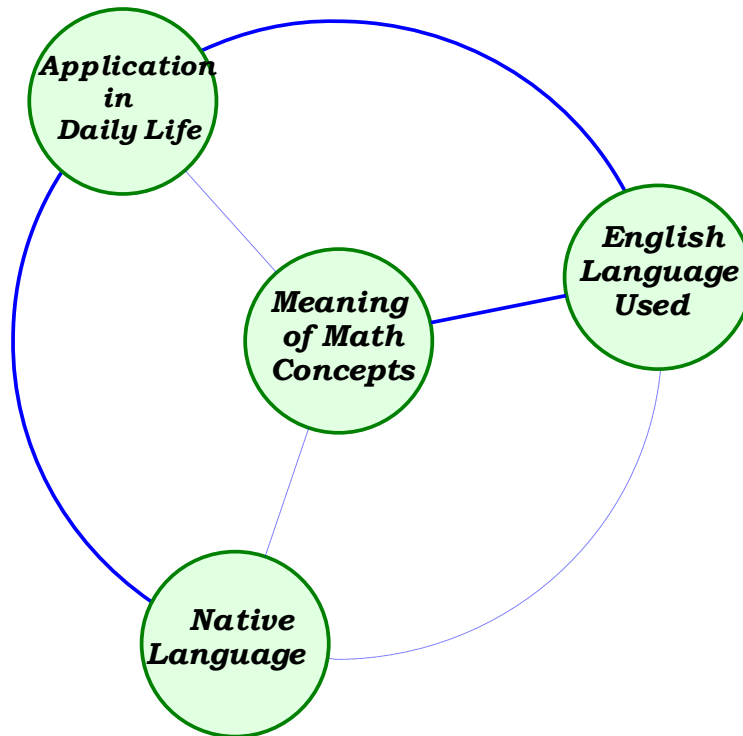 Application
in
Daily Life
English
Language
Used
Meaning
of Math
Concepts
Native
Language